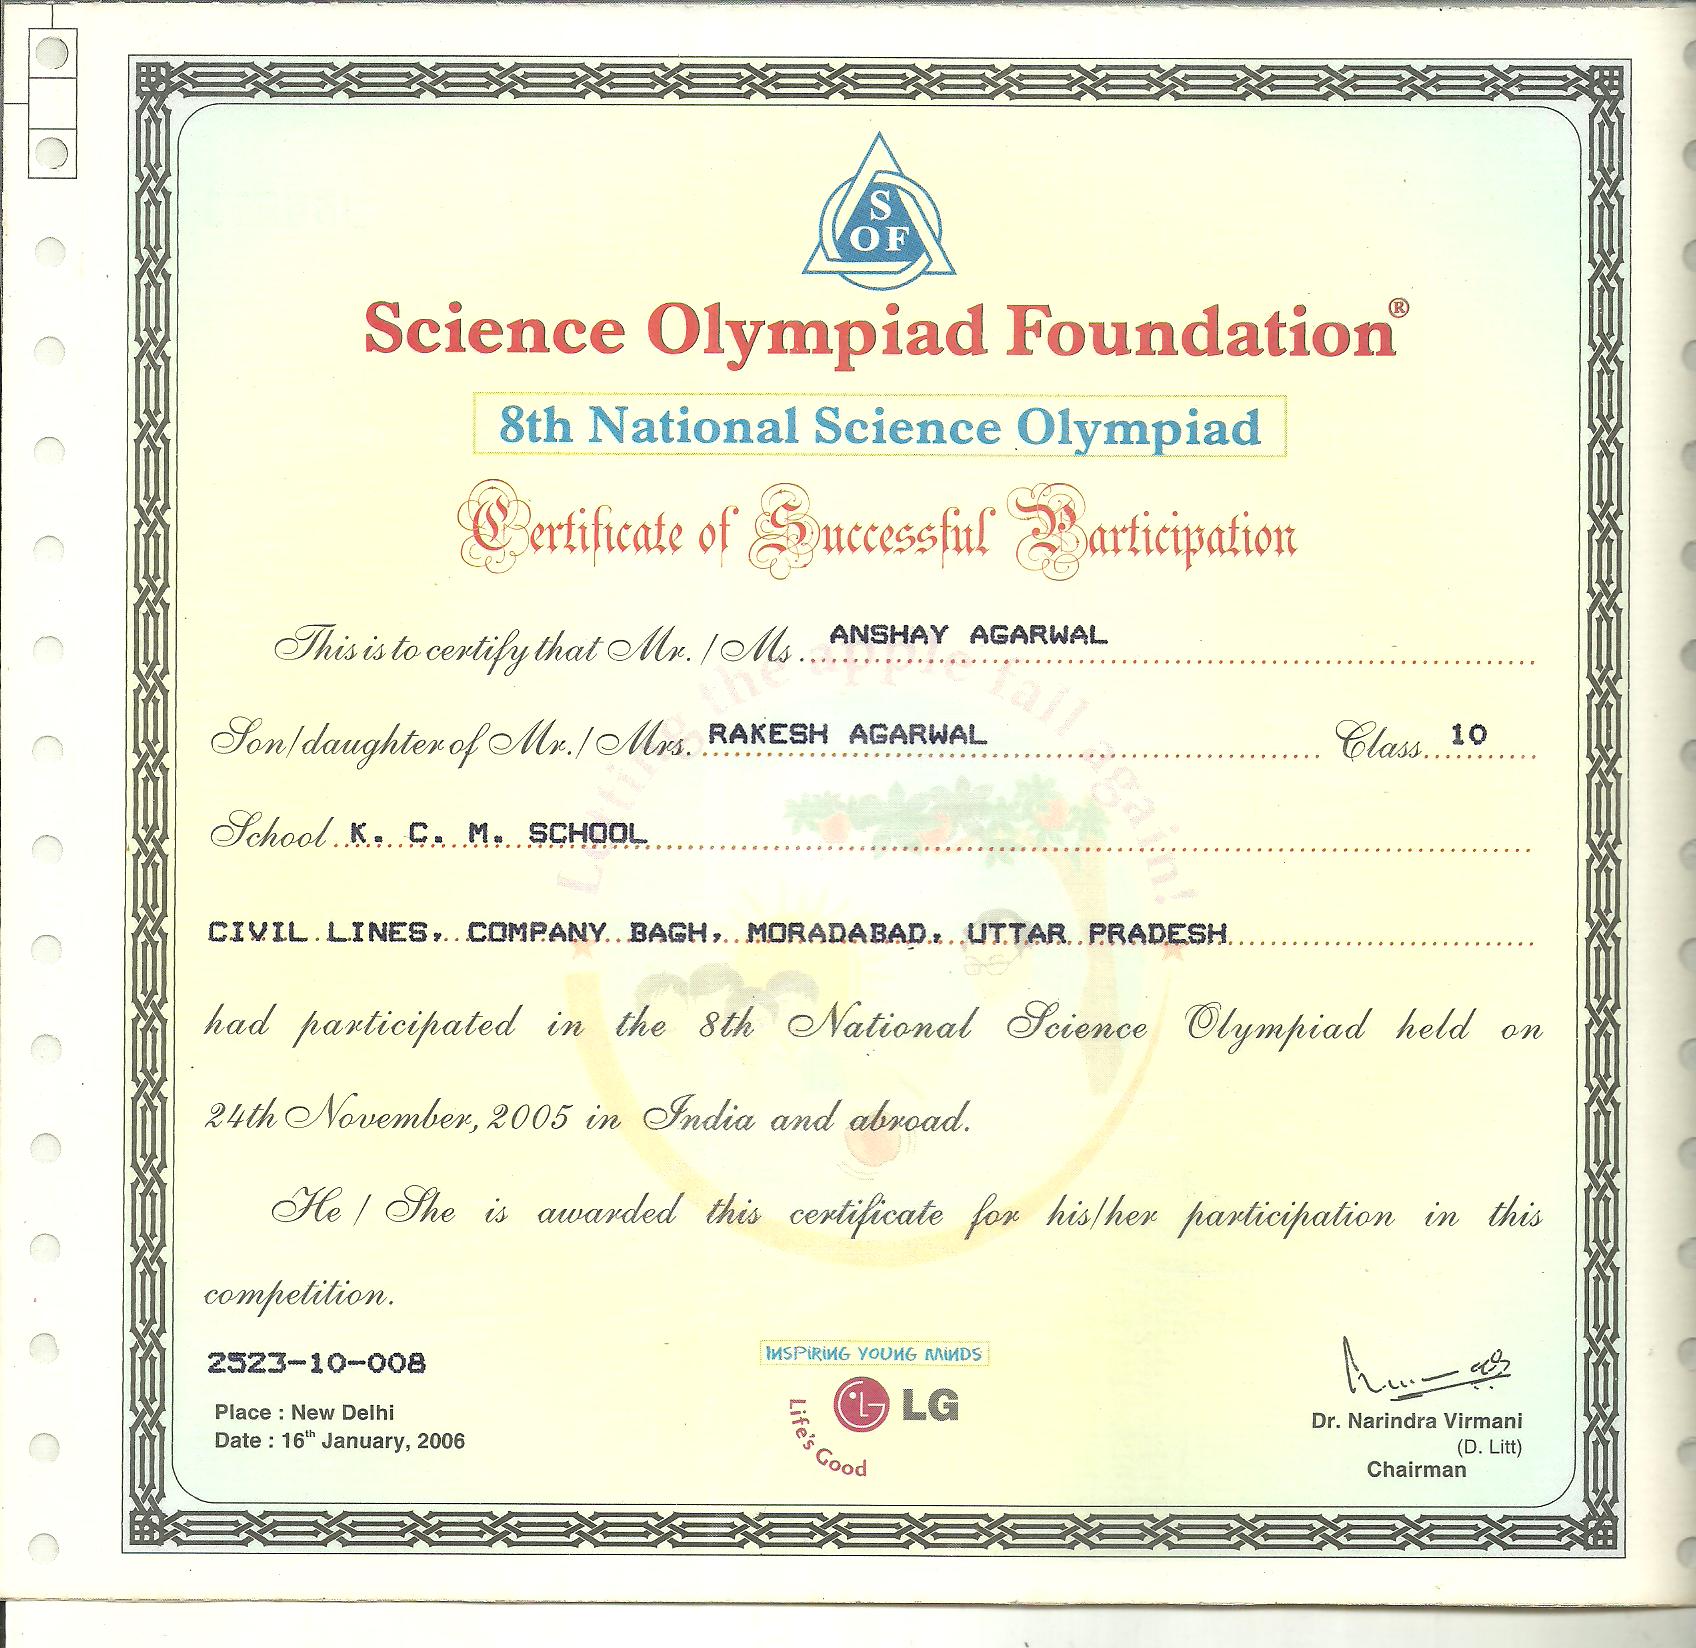 S
OF
Science Olympiad Foundation®
8th National Science Olympiad
Certificate of Successful Participation
This is to certify that Mr. / Ms. ANSHAY AGARWAL
Son/daughter of Mr./ Mrs. RAKESH AGARWAL Class 10
School K. C. M. SCHOOL
CIVIL LINES, COMPANY BAGH, MORADABAD, UTTAR PRADESH
had participated in the 8th National Science Olympiad held on
24th November, 2005 in India and abroad.
He / She is awarded this certificate for his/her participation in this
competition.
2523-10-008
Place : New Delhi
Date : 16th January, 2006
INSPIRING YOUNG MINDS
LG
Life's Good
Dr. Narindra Virmani
(D. Litt)
Chairman
Letting the apple fall again!